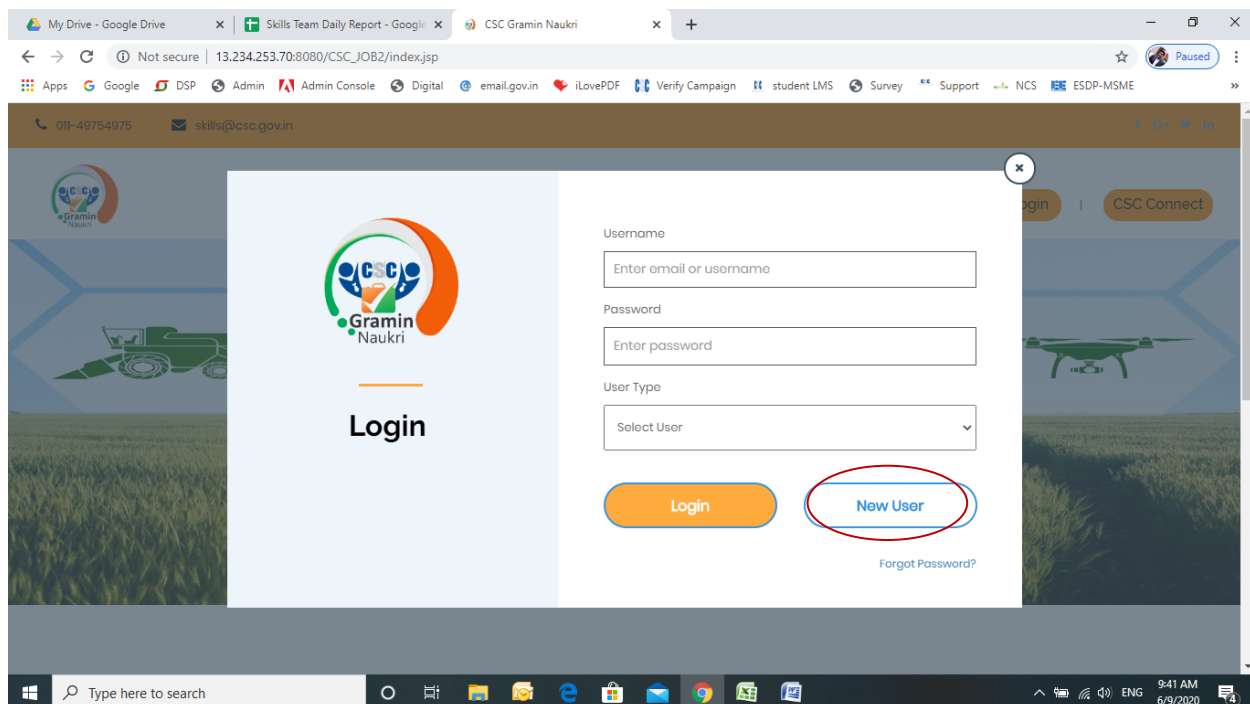 My Drive - Google Drive
Skills Team Daily Report - Google
CSC Gramin Naukri
Not secure | 13.234.253.70:8080/CSC_JOB2/index.jsp
Paused
Apps Google DSP Admin Admin Console Digital email.gov.in iLovePDF Verify Campaign student LMS Survey Support NCS ESDP-MSME »
011-49754975 skills@csc.gov.in
CSC
Gramin
Naukri
ogin | CSC Connect
CSC
Gramin
Naukri
Login
Username
Enter email or username
Password
Enter password
User Type
Select User
Login New User
Forgot Password?
Type here to search
ENG
9:41 AM
6/9/2020
4